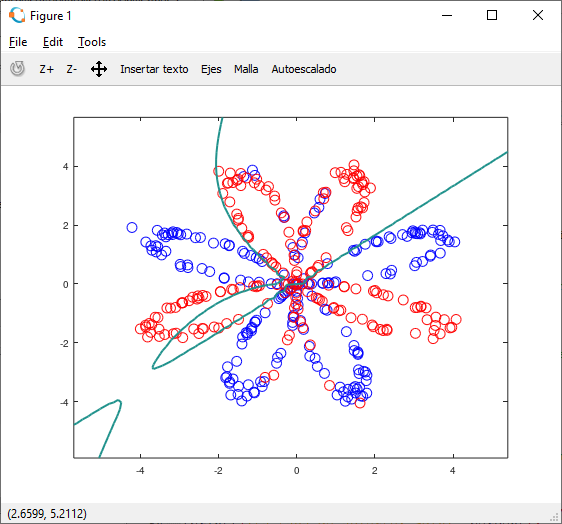 Figure 1
File Edit Tools
Z+ Z- Insertar texto Ejes Malla Autoescalado
4
2
0
-2
-4
-4 -2 0 2 4
(2.6599, 5.2112)